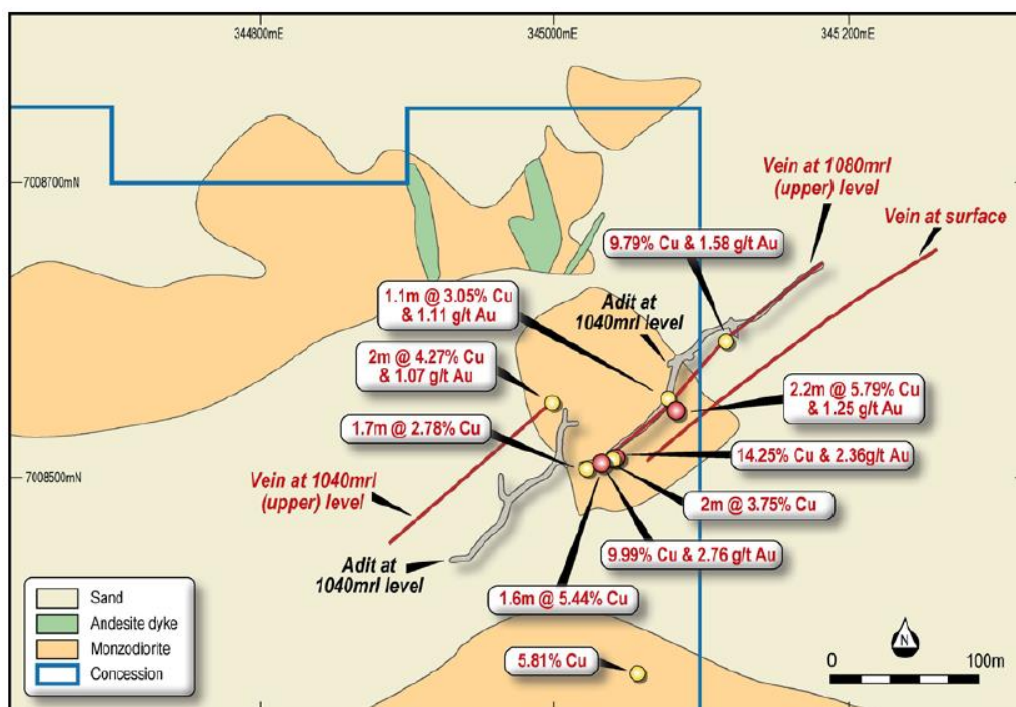 344800mE
345000mE
345200mE
7008700mN
7008500mN
Vein at 1080mrl
(upper) level
Vein at surface
9.79% Cu & 1.58 g/t Au
1.1m @ 3.05% Cu
& 1.11 g/t Au
Adit at
1040mrl level
2m @ 4.27% Cu
& 1.07 g/t Au
2.2m @ 5.79% Cu
& 1.25 g/t Au
1.7m @ 2.78% Cu
14.25% Cu & 2.36g/t Au
Vein at 1040mrl
(upper) level
2m @ 3.75% Cu
Adit at
1040mrl level
9.99% Cu & 2.76 g/t Au
1.6m @ 5.44% Cu
5.81% Cu
Sand
Andesite dyke
Monzodiorite
Concession
N
0
100m